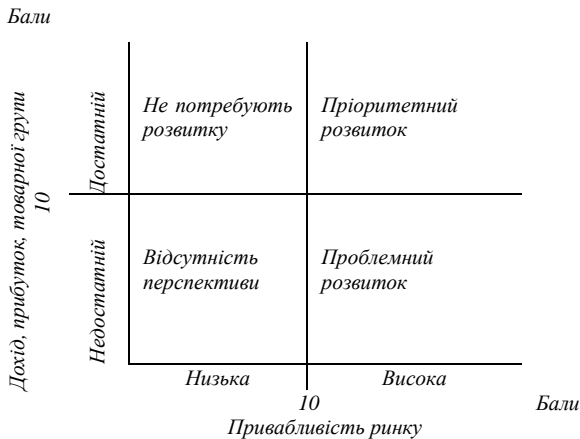 Бали
Дохід, прибуток, товарної групи
10
Достатній
Недостатній
Не потребують
розвитку
Пріоритетний
розвиток
Відсутність
перспективи
Проблемний
розвиток
Низька
Висока
10
Бали
Привабливість ринку